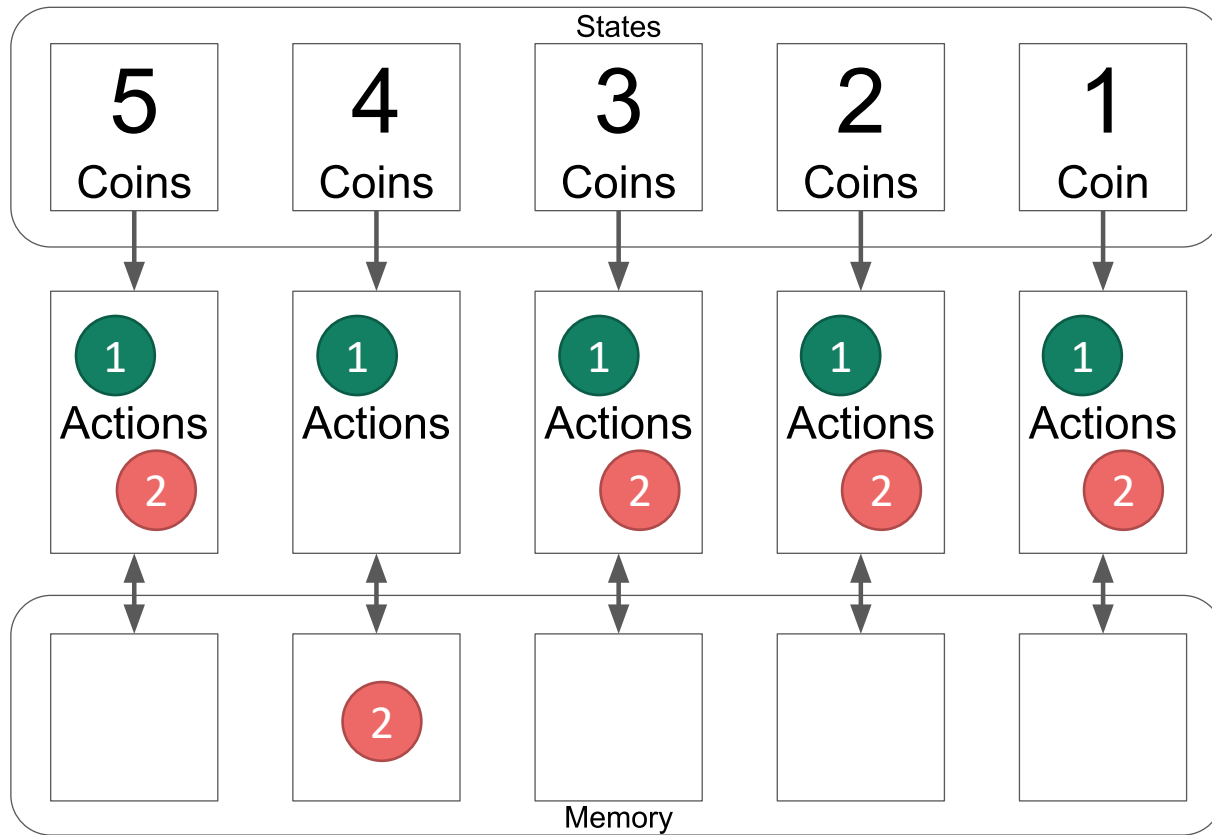 States
5 4 3 2 1
Coins Coins Coins Coins Coin
1 1 1 1 1
Actions Actions Actions Actions Actions
2 2 2 2
2
Memory